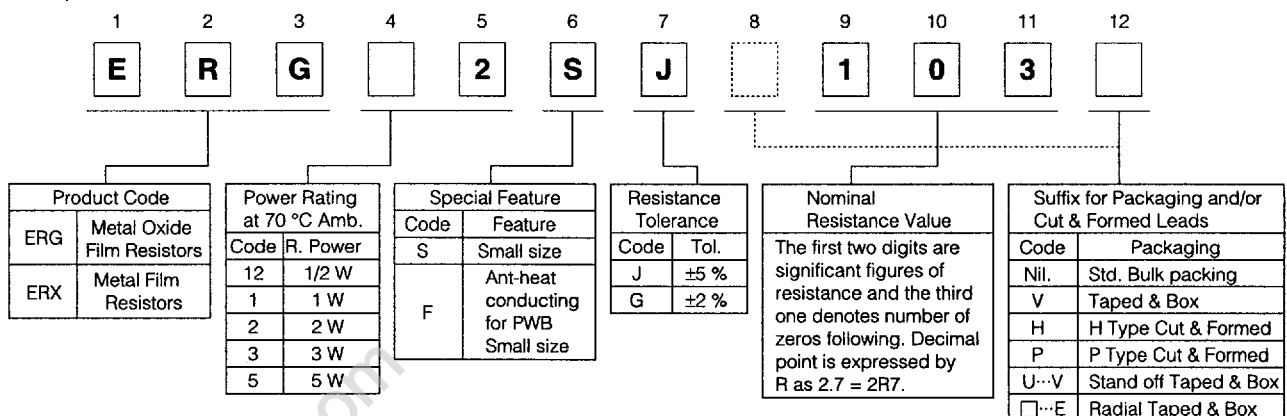 1 2 3 4 5 6 7 8 9 10 11 12
E R G 2 S J 1 0 3
Product Code
ERG Metal Oxide Film Resistors
ERX Metal Film Resistors
Power Rating
at 70 °C Amb.
Code R. Power
12 1/2 W
1 1 W
2 2 W
3 3 W
5 5 W
Special Feature
Code Feature
S Small size
F Ant-heat
conducting
for PWB
Small size
Resistance
Tolerance
Code Tol.
J ±5 %
G ±2 %
Nominal
Resistance Value
The first two digits are
significant figures of
resistance and the third
one denotes number of
zeros following. Decimal
point is expressed by
R as 2.7 = 2R7.
Suffix for Packaging and/or
Cut & Formed Leads
Code Packaging
Nil. Std. Bulk packing
V Taped & Box
H H Type Cut & Formed
P P Type Cut & Formed
U···V Stand off Taped & Box
□···E Radial Taped & Box
om